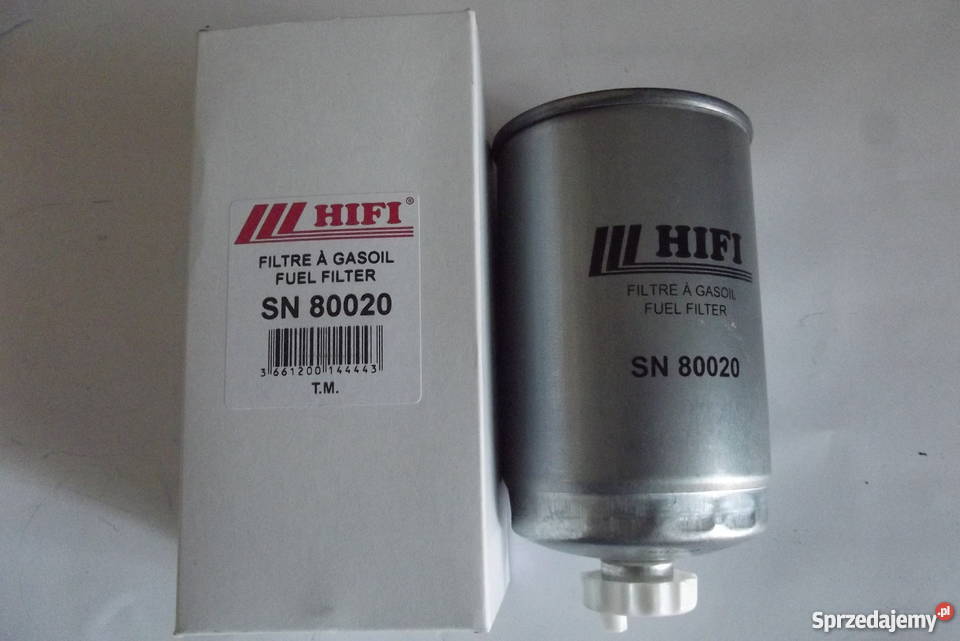 HIFI®
FILTRE À GASOIL
FUEL FILTER
SN 80020
3 661200 144443
T.M.
HIFI
FILTRE À GASOIL
FUEL FILTER
SN 80020
Sprzedajemy.pl